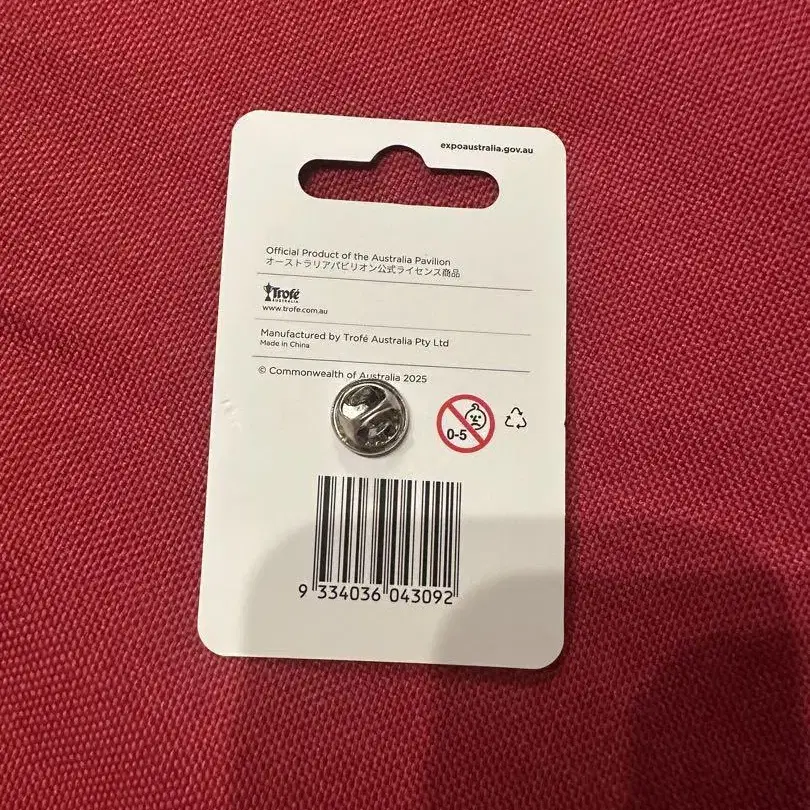 expoaustralia.gov.au
Official Product of the Australia Pavilion
オーストラリアパビリオン公式ライセンス商品
Trofé
AUSTRALIA
www.trofe.com.au
Manufactured by Trofé Australia Pty Ltd
Made in China
© Commonwealth of Australia 2025
0-5
9 334036 043092